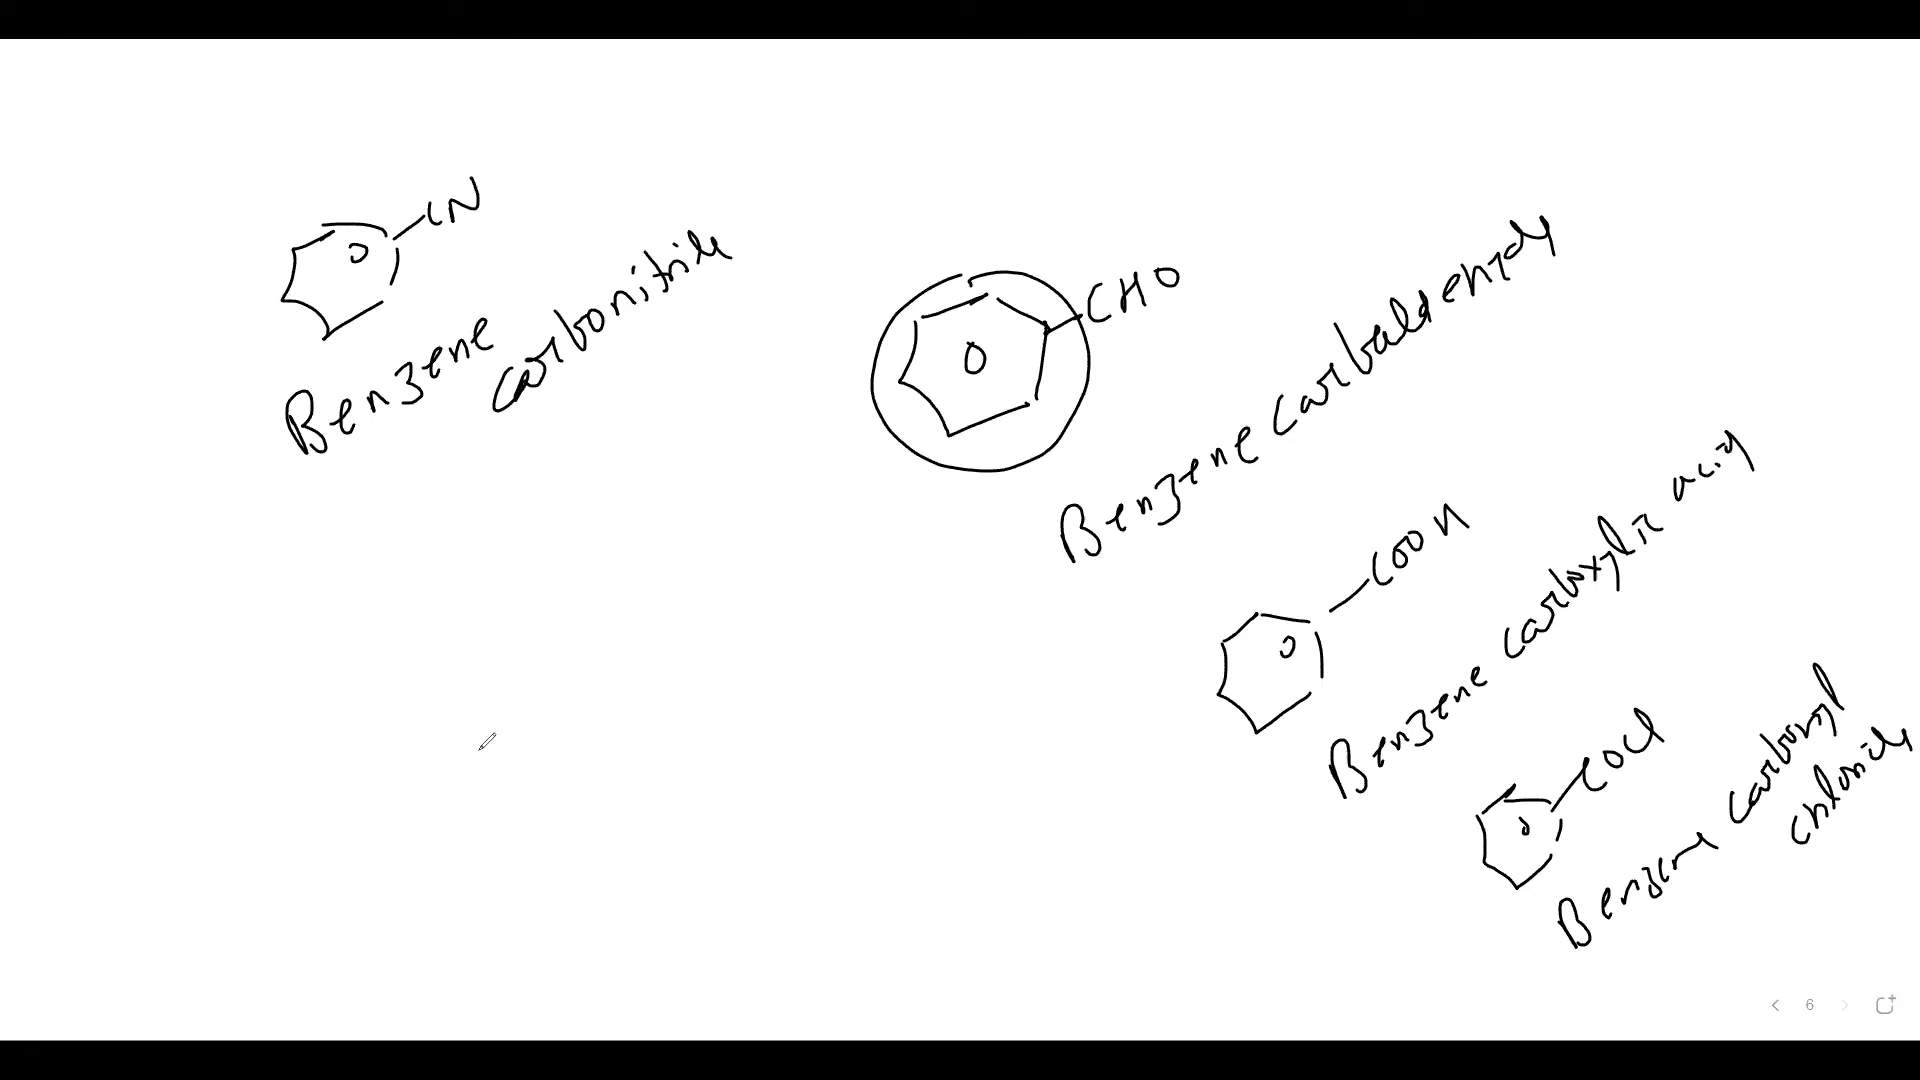 CN
Benzene
carbonitrile
CHO
Benzene carbaldehyde
COOH
Benzene carboxylic acid
COCl
Benzene carbonyl
chloride
6